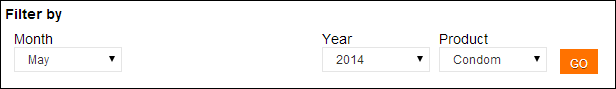 Filter by
Month Year Product
May 2014 Condom GO